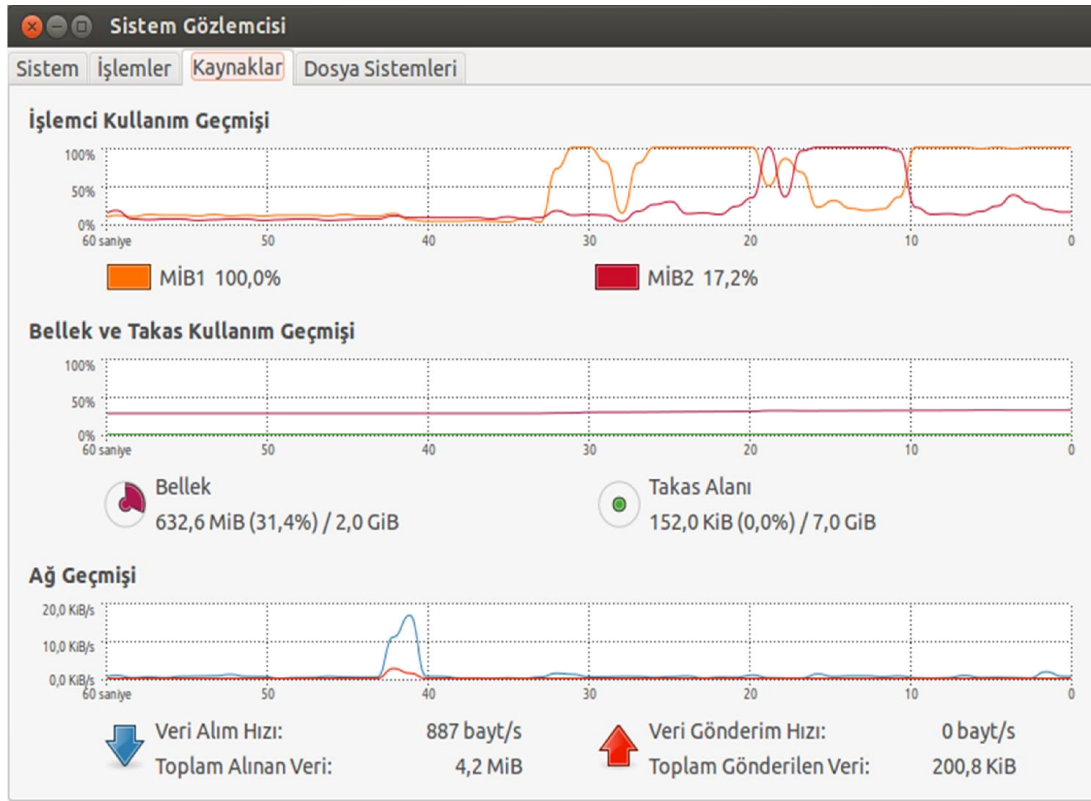 Sistem Gözlemcisi
Sistem İşlemler Kaynaklar Dosya Sistemleri
İşlemci Kullanım Geçmişi
100%
50%
0%
60 saniye 50 40 30 20 10 0
MİB1 100,0% MİB2 17,2%
Bellek ve Takas Kullanım Geçmişi
100%
50%
0%
60 saniye 50 40 30 20 10 0
Bellek Takas Alanı
632,6 MiB (31,4%) / 2,0 GiB 152,0 KiB (0,0%) / 7,0 GiB
Ağ Geçmişi
20,0 KiB/s
10,0 KiB/s
0,0 KiB/s
60 saniye 50 40 30 20 10 0
Veri Alım Hızı: 887 bayt/s Veri Gönderim Hızı: 0 bayt/s
Toplam Alınan Veri: 4,2 MiB Toplam Gönderilen Veri: 200,8 KiB